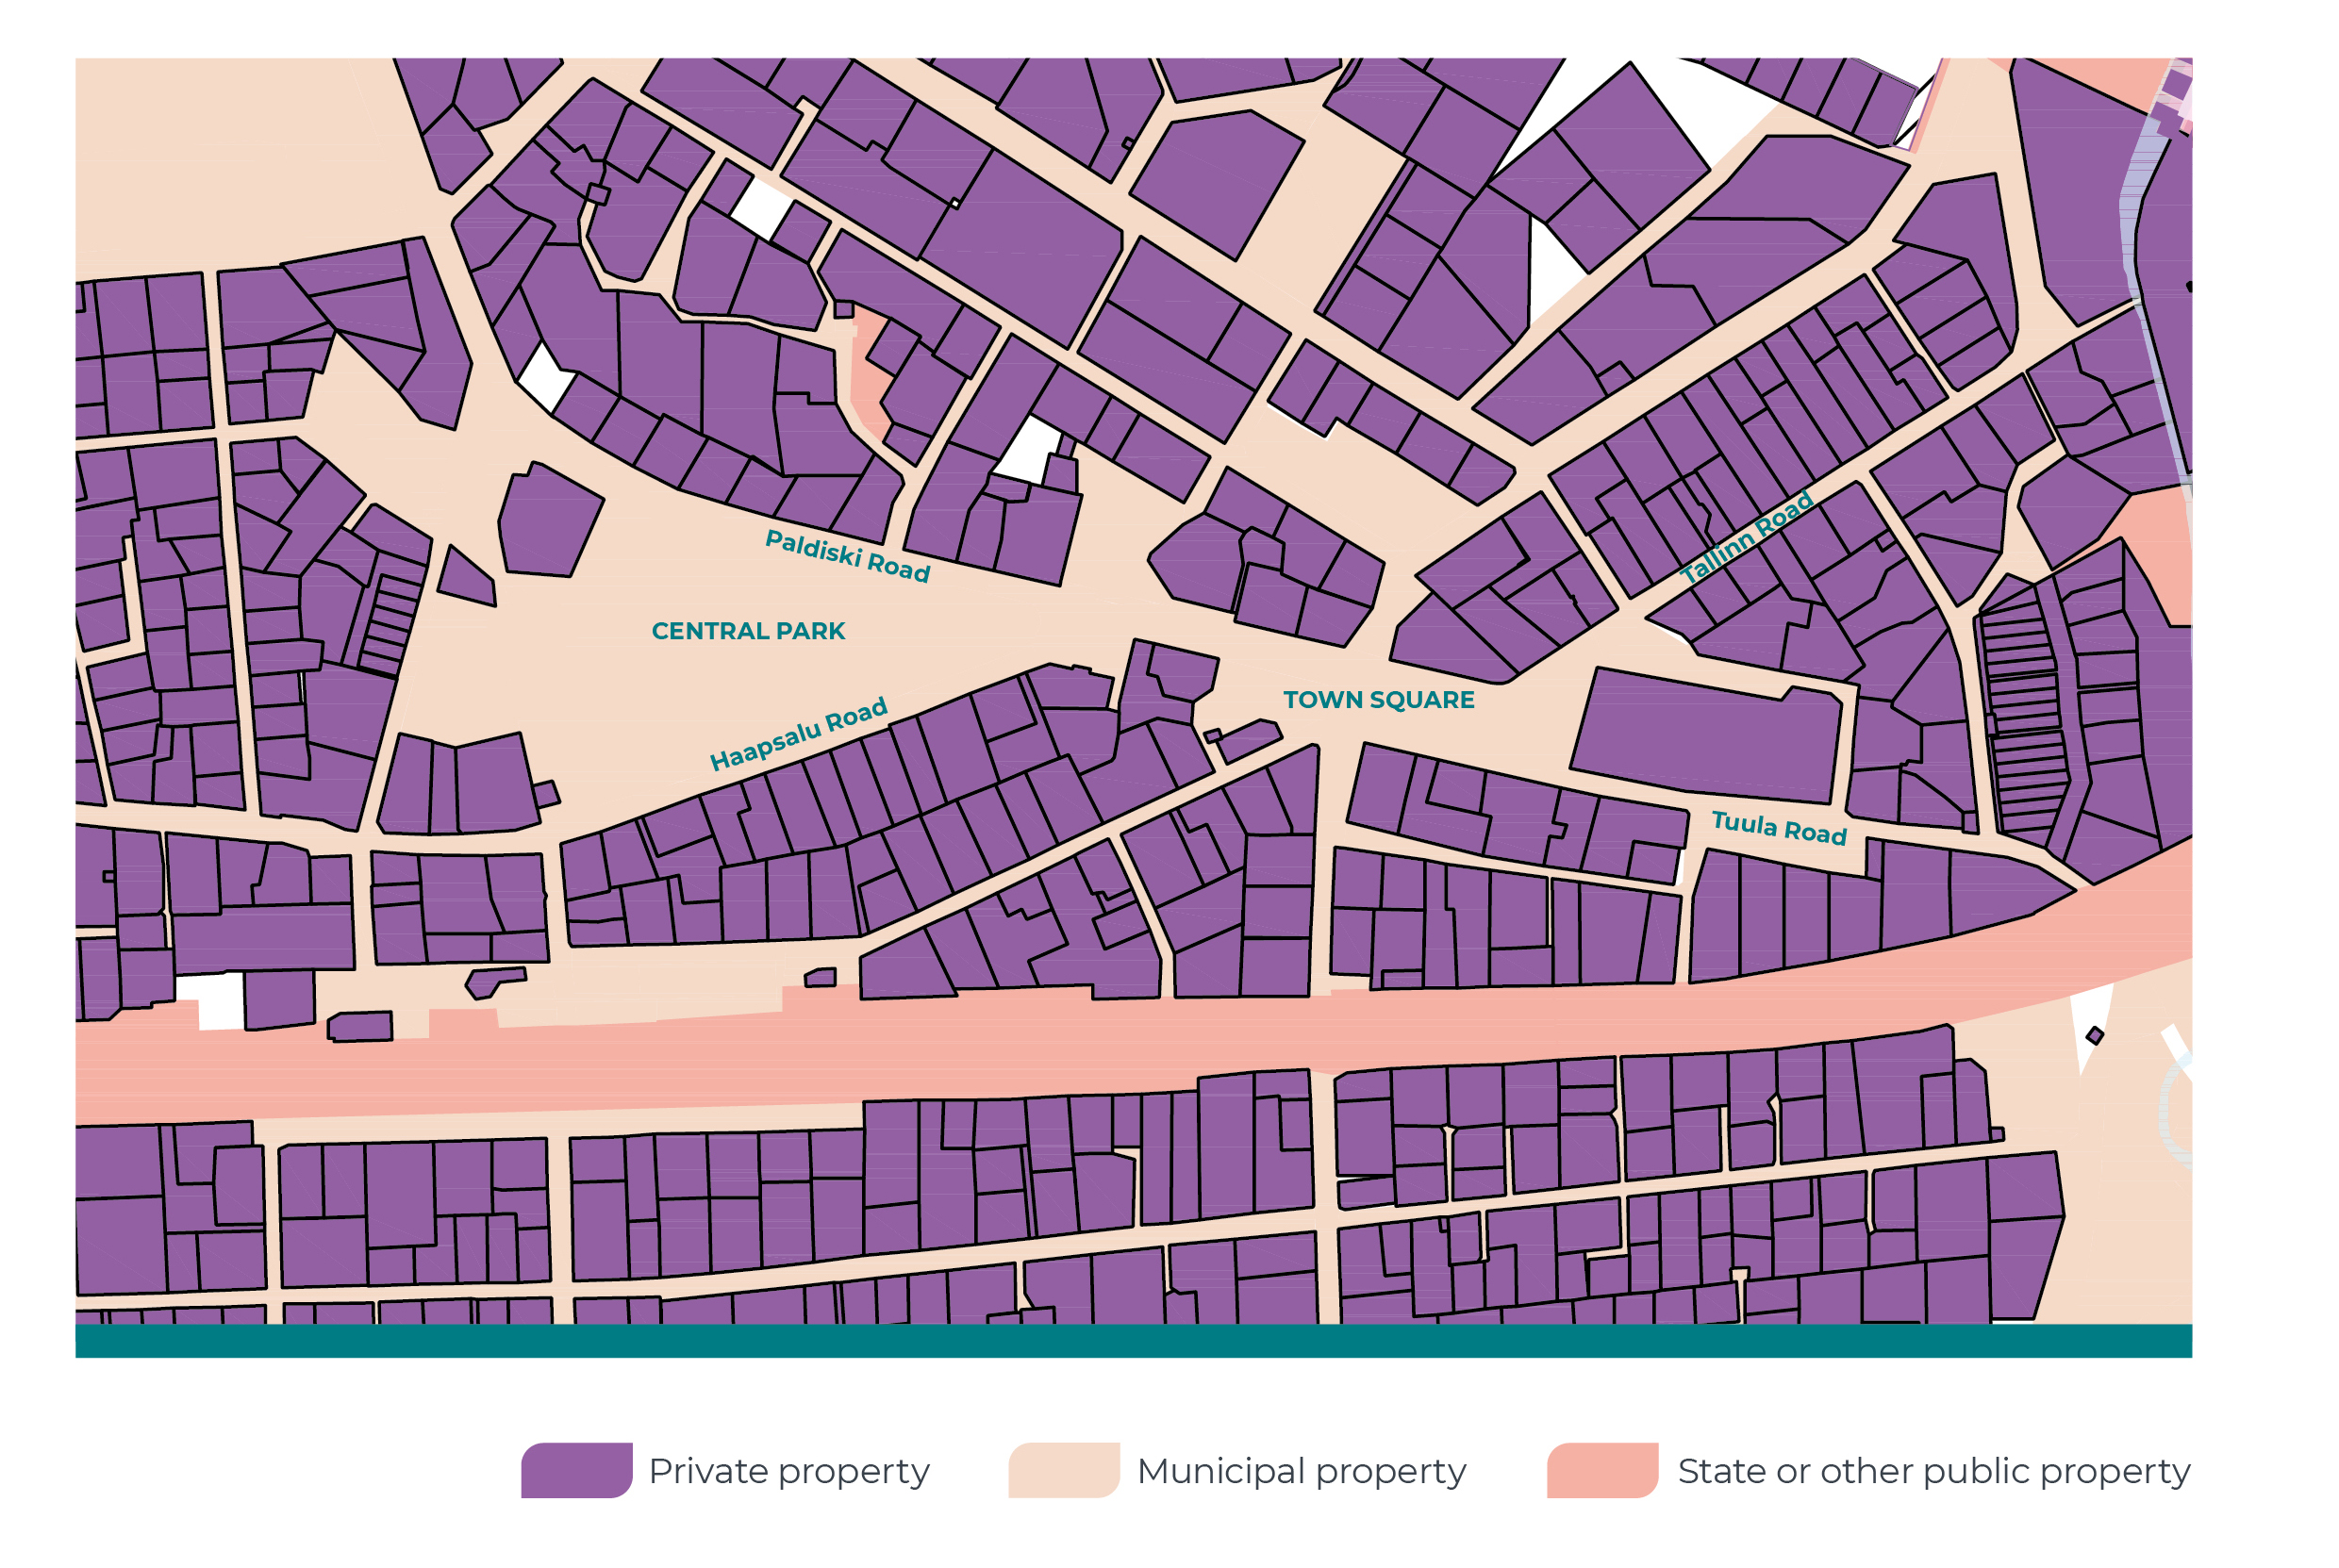 Paldiski Road
Tallinn Road
CENTRAL PARK
TOWN SQUARE
Haapsalu Road
Tuula Road
Private property
Municipal property
State or other public property